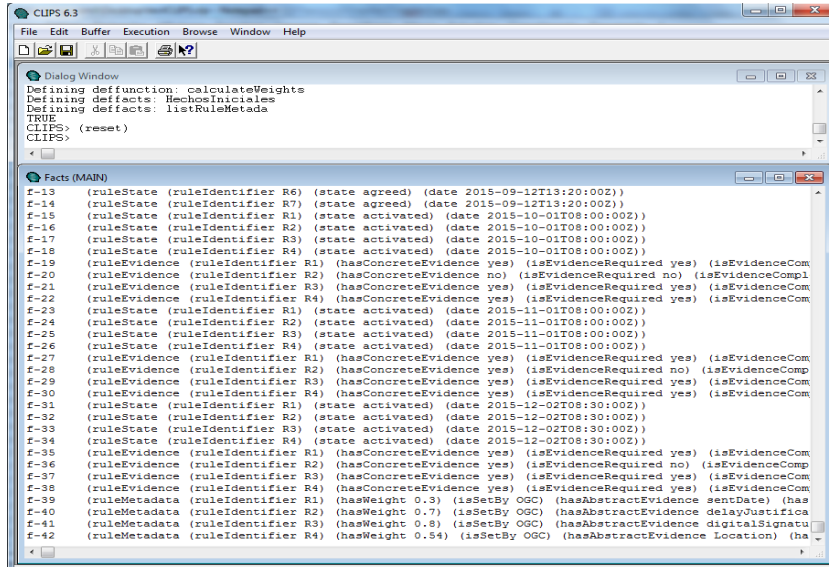 CLIPS 6.3
File Edit Buffer Execution Browse Window Help
Dialog Window
Defining deffunction: calculateWeights
Defining deffacts: HechosIniciales
Defining deffacts: listRuleMetada
TRUE
CLIPS> (reset)
CLIPS>
Facts (MAIN)
f-13 (ruleState (ruleIdentifier R6) (state agreed) (date 2015-09-12T13:20:00Z))
f-14 (ruleState (ruleIdentifier R7) (state agreed) (date 2015-09-12T13:20:00Z))
f-15 (ruleState (ruleIdentifier R1) (state activated) (date 2015-10-01T08:00:00Z))
f-16 (ruleState (ruleIdentifier R2) (state activated) (date 2015-10-01T08:00:00Z))
f-17 (ruleState (ruleIdentifier R3) (state activated) (date 2015-10-01T08:00:00Z))
f-18 (ruleState (ruleIdentifier R4) (state activated) (date 2015-10-01T08:00:00Z))
f-19 (ruleEvidence (ruleIdentifier R1) (hasConcreteEvidence yes) (isEvidenceRequired yes) (isEvidenceCom
f-20 (ruleEvidence (ruleIdentifier R2) (hasConcreteEvidence no) (isEvidenceRequired no) (isEvidenceCompl
f-21 (ruleEvidence (ruleIdentifier R3) (hasConcreteEvidence yes) (isEvidenceRequired yes) (isEvidenceCom
f-22 (ruleEvidence (ruleIdentifier R4) (hasConcreteEvidence yes) (isEvidenceRequired yes) (isEvidenceCom
f-23 (ruleState (ruleIdentifier R1) (state activated) (date 2015-11-01T08:00:00Z))
f-24 (ruleState (ruleIdentifier R2) (state activated) (date 2015-11-01T08:00:00Z))
f-25 (ruleState (ruleIdentifier R3) (state activated) (date 2015-11-01T08:00:00Z))
f-26 (ruleState (ruleIdentifier R4) (state activated) (date 2015-11-01T08:00:00Z))
f-27 (ruleEvidence (ruleIdentifier R1) (hasConcreteEvidence yes) (isEvidenceRequired yes) (isEvidenceCom
f-28 (ruleEvidence (ruleIdentifier R2) (hasConcreteEvidence yes) (isEvidenceRequired no) (isEvidenceComp
f-29 (ruleEvidence (ruleIdentifier R3) (hasConcreteEvidence yes) (isEvidenceRequired yes) (isEvidenceCom
f-30 (ruleEvidence (ruleIdentifier R4) (hasConcreteEvidence yes) (isEvidenceRequired yes) (isEvidenceCom
f-31 (ruleState (ruleIdentifier R1) (state activated) (date 2015-12-02T08:30:00Z))
f-32 (ruleState (ruleIdentifier R2) (state activated) (date 2015-12-02T08:30:00Z))
f-33 (ruleState (ruleIdentifier R3) (state activated) (date 2015-12-02T08:30:00Z))
f-34 (ruleState (ruleIdentifier R4) (state activated) (date 2015-12-02T08:30:00Z))
f-35 (ruleEvidence (ruleIdentifier R1) (hasConcreteEvidence yes) (isEvidenceRequired yes) (isEvidenceCom
f-36 (ruleEvidence (ruleIdentifier R2) (hasConcreteEvidence yes) (isEvidenceRequired no) (isEvidenceComp
f-37 (ruleEvidence (ruleIdentifier R3) (hasConcreteEvidence yes) (isEvidenceRequired yes) (isEvidenceCom
f-38 (ruleEvidence (ruleIdentifier R4) (hasConcreteEvidence yes) (isEvidenceRequired yes) (isEvidenceCom
f-39 (ruleMetadata (ruleIdentifier R1) (hasWeight 0.3) (isSetBy OGC) (hasAbstractEvidence sentDate) (has
f-40 (ruleMetadata (ruleIdentifier R2) (hasWeight 0.7) (isSetBy OGC) (hasAbstractEvidence delayJustifica
f-41 (ruleMetadata (ruleIdentifier R3) (hasWeight 0.8) (isSetBy OGC) (hasAbstractEvidence digitalSignatu
f-42 (ruleMetadata (ruleIdentifier R4) (hasWeight 0.54) (isSetBy OGC) (hasAbstractEvidence Location) (ha